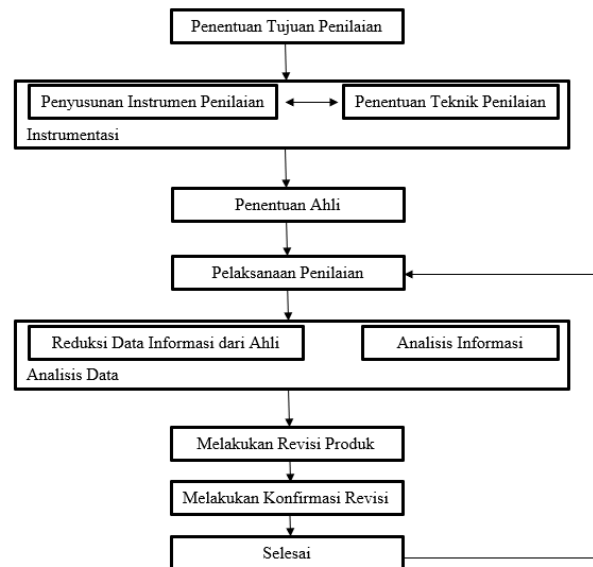 Penentuan Tujuan Penilaian
Penyusunan Instrumen Penilaian
Penentuan Teknik Penilaian
Instrumentasi
Penentuan Ahli
Pelaksanaan Penilaian
Reduksi Data Informasi dari Ahli
Analisis Informasi
Analisis Data
Melakukan Revisi Produk
Melakukan Konfirmasi Revisi
Selesai